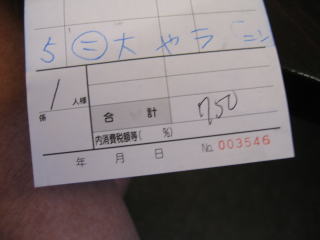 5 ㊁ 大 やラ
1 人様
係
合 計 750
内消費税額等( %)
年 月 日 No. 003546